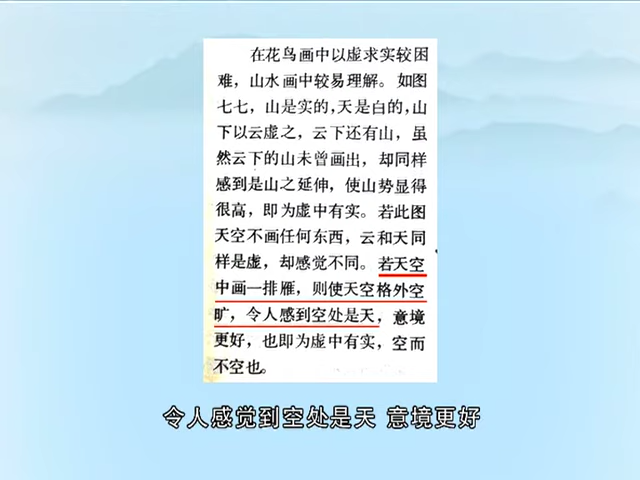 在花鸟画中以虚求实较困
难，山水画中较易理解。如图
七七，山是实的，天是白的，山
下以云虚之，云下还有山，虽
然云下的山未曾画出，却同样
感到是山之延伸，使山势显得
很高，即为虚中有实。若此图
天空不画任何东西，云和天同
样是虚，却感觉不同。若天空
中画一排雁，则使天空格外空
旷，令人感到空处是天，意境
更好，也即为虚中有实，空而
不空也。
令人感觉到空处是天 意境更好